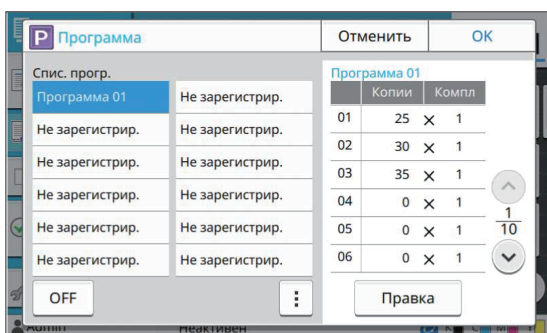 P Программа Отменить OK
Спис. прогр. Программа 01
Программа 01 Не зарегистрир. Копии Компл
Не зарегистрир. Не зарегистрир. 01 25 × 1
Не зарегистрир. Не зарегистрир. 02 30 × 1
Не зарегистрир. Не зарегистрир. 03 35 × 1
Не зарегистрир. Не зарегистрир. 04 0 × 1
Не зарегистрир. Не зарегистрир. 05 0 × 1
06 0 × 1
1
10
OFF Правка
Admin Неактивен K C M Y